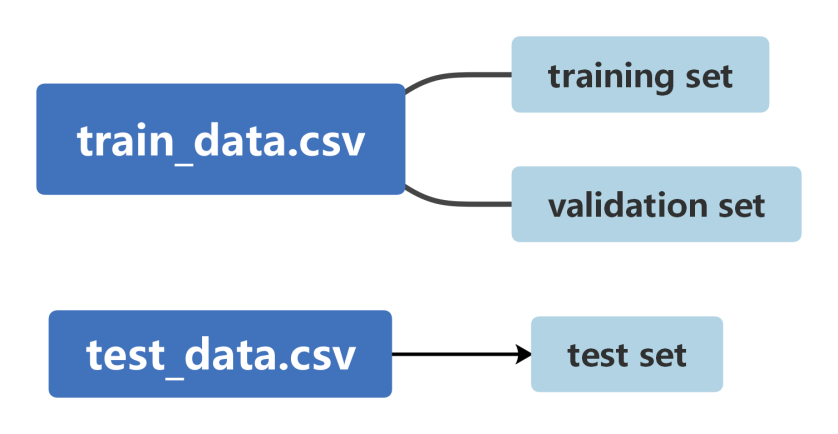 training set
train_data.csv
validation set
test_data.csv
test set